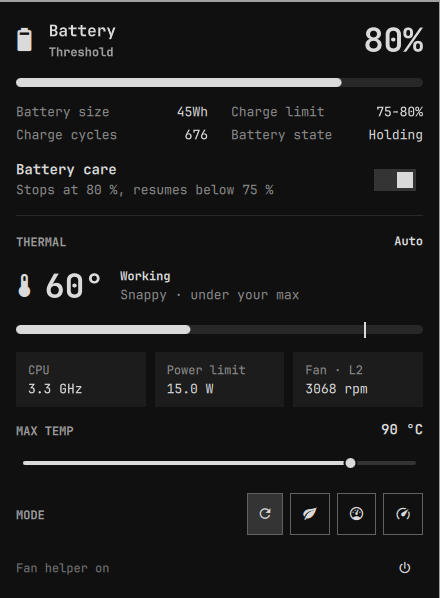 Battery
Threshold
80%
Battery size 45Wh Charge limit 75-80%
Charge cycles 676 Battery state Holding
Battery care
Stops at 80 %, resumes below 75 %
THERMAL Auto
60°
Working
Snappy · under your max
CPU Power limit Fan · L2
3.3 GHz 15.0 W 3068 rpm
MAX TEMP 90 °C
MODE
Fan helper on